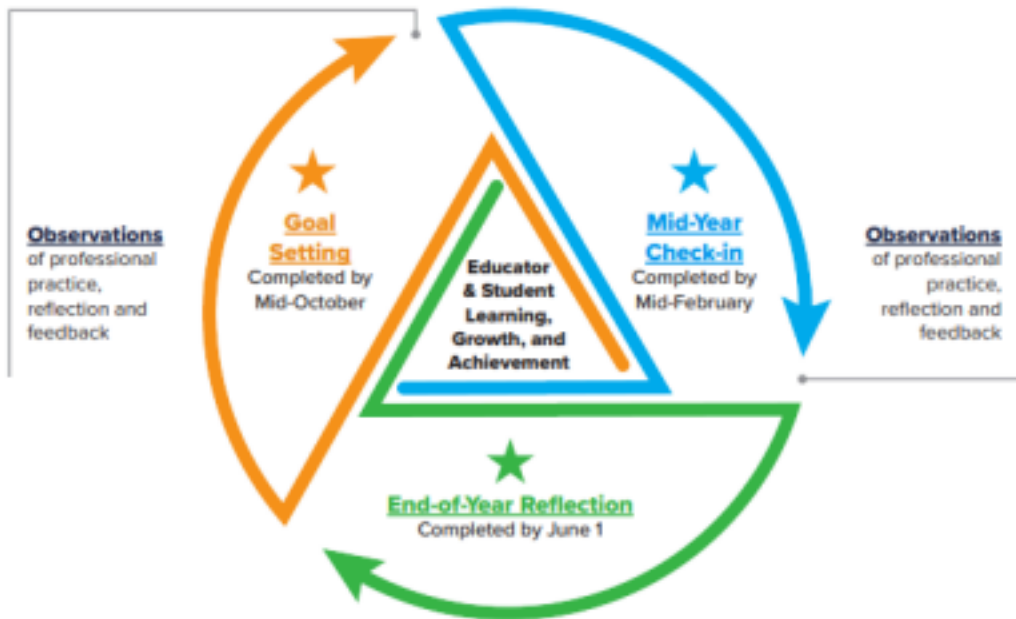 Observations
of professional
practice,
reflection and
feedback
Goal
Setting
Completed by
Mid-October
Educator
& Student
Learning,
Growth, and
Achievement
Mid-Year
Check-in
Completed by
Mid-February
Observations
of professional
practice,
reflection and
feedback
End-of-Year Reflection
Completed by June 1